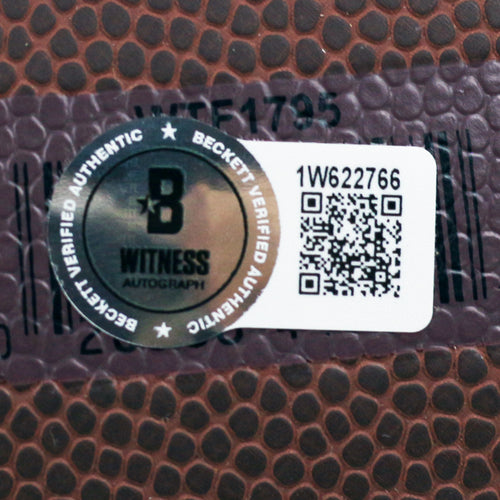 WTF1795
BECKETT VERIFIED AUTHENTIC
BECKETT VERIFIED AUTHENTIC
B
WITNESS
AUTOGRAPH
1W622766